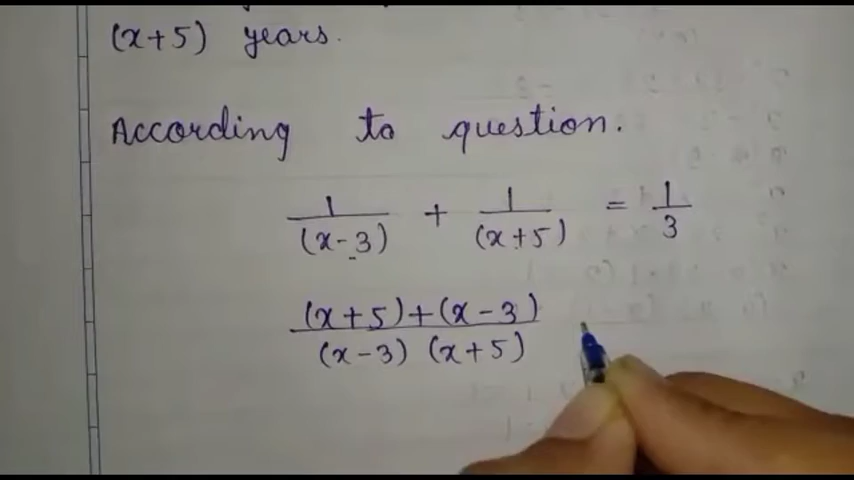 (x+5) years.
According to question.
1/(x-3) + 1/(x+5) = 1/3
(x+5)+(x-3)/(x-3) (x+5)